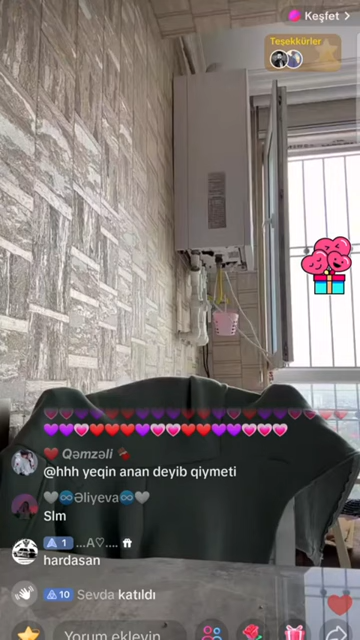 Keşfet >
Teşekkürler
Qəmzəli
@hhh yeqin anan deyib qiymeti
Əliyeva
Slm
1 ...A♡....
hardasan
10 Sevda katıldı
Yorum ekleyin